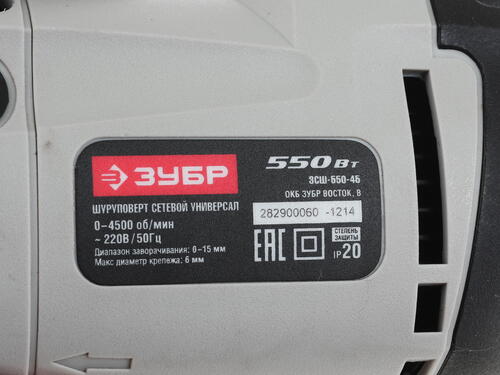 ЗУБР
550 Вт
ЗСШ-550-45
ОКБ ЗУБР ВОСТОК, В
ШУРУПОВЕРТ СЕТЕВОЙ УНИВЕРСАЛ
282900060 -1214
0–4500 об/мин
~ 220В/50Гц
Диапазон заворачивания: 0–15 мм
Макс диаметр крепежа: 6 мм
EAC
СТЕПЕНЬ
ЗАЩИТЫ
IP20